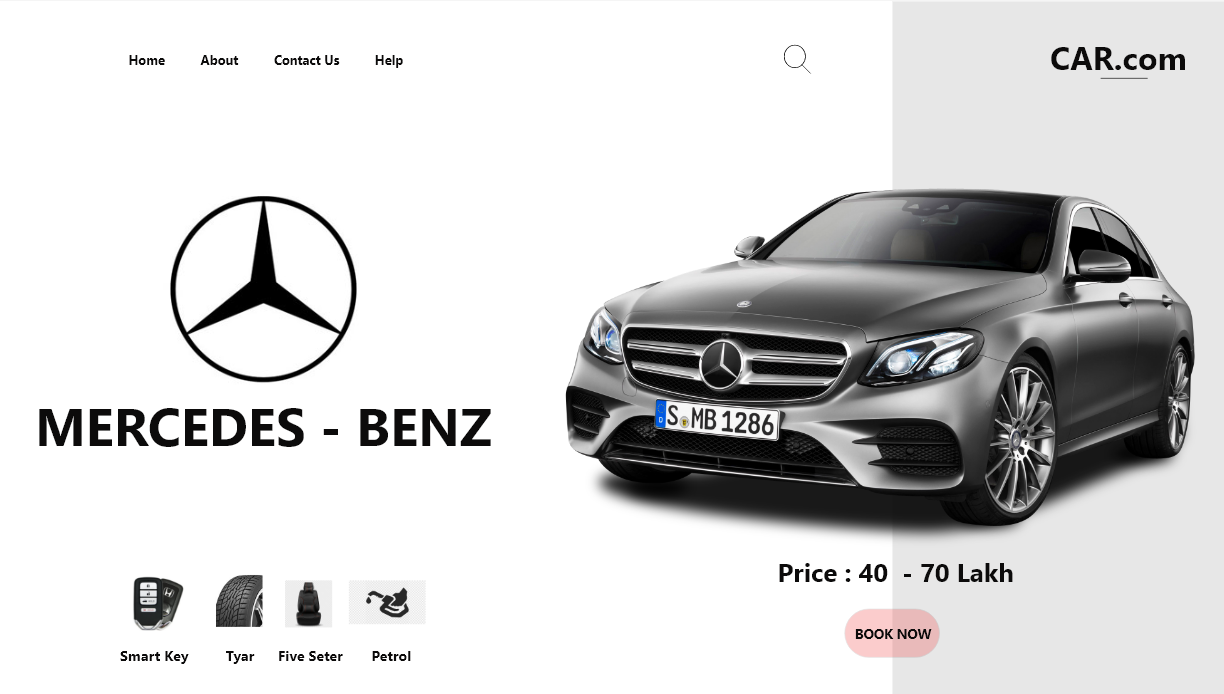 Home About Contact Us Help
CAR.com
MERCEDES - BENZ
S MB 1286
Price : 40 - 70 Lakh
BOOK NOW
Smart Key Tyar Five Seter Petrol